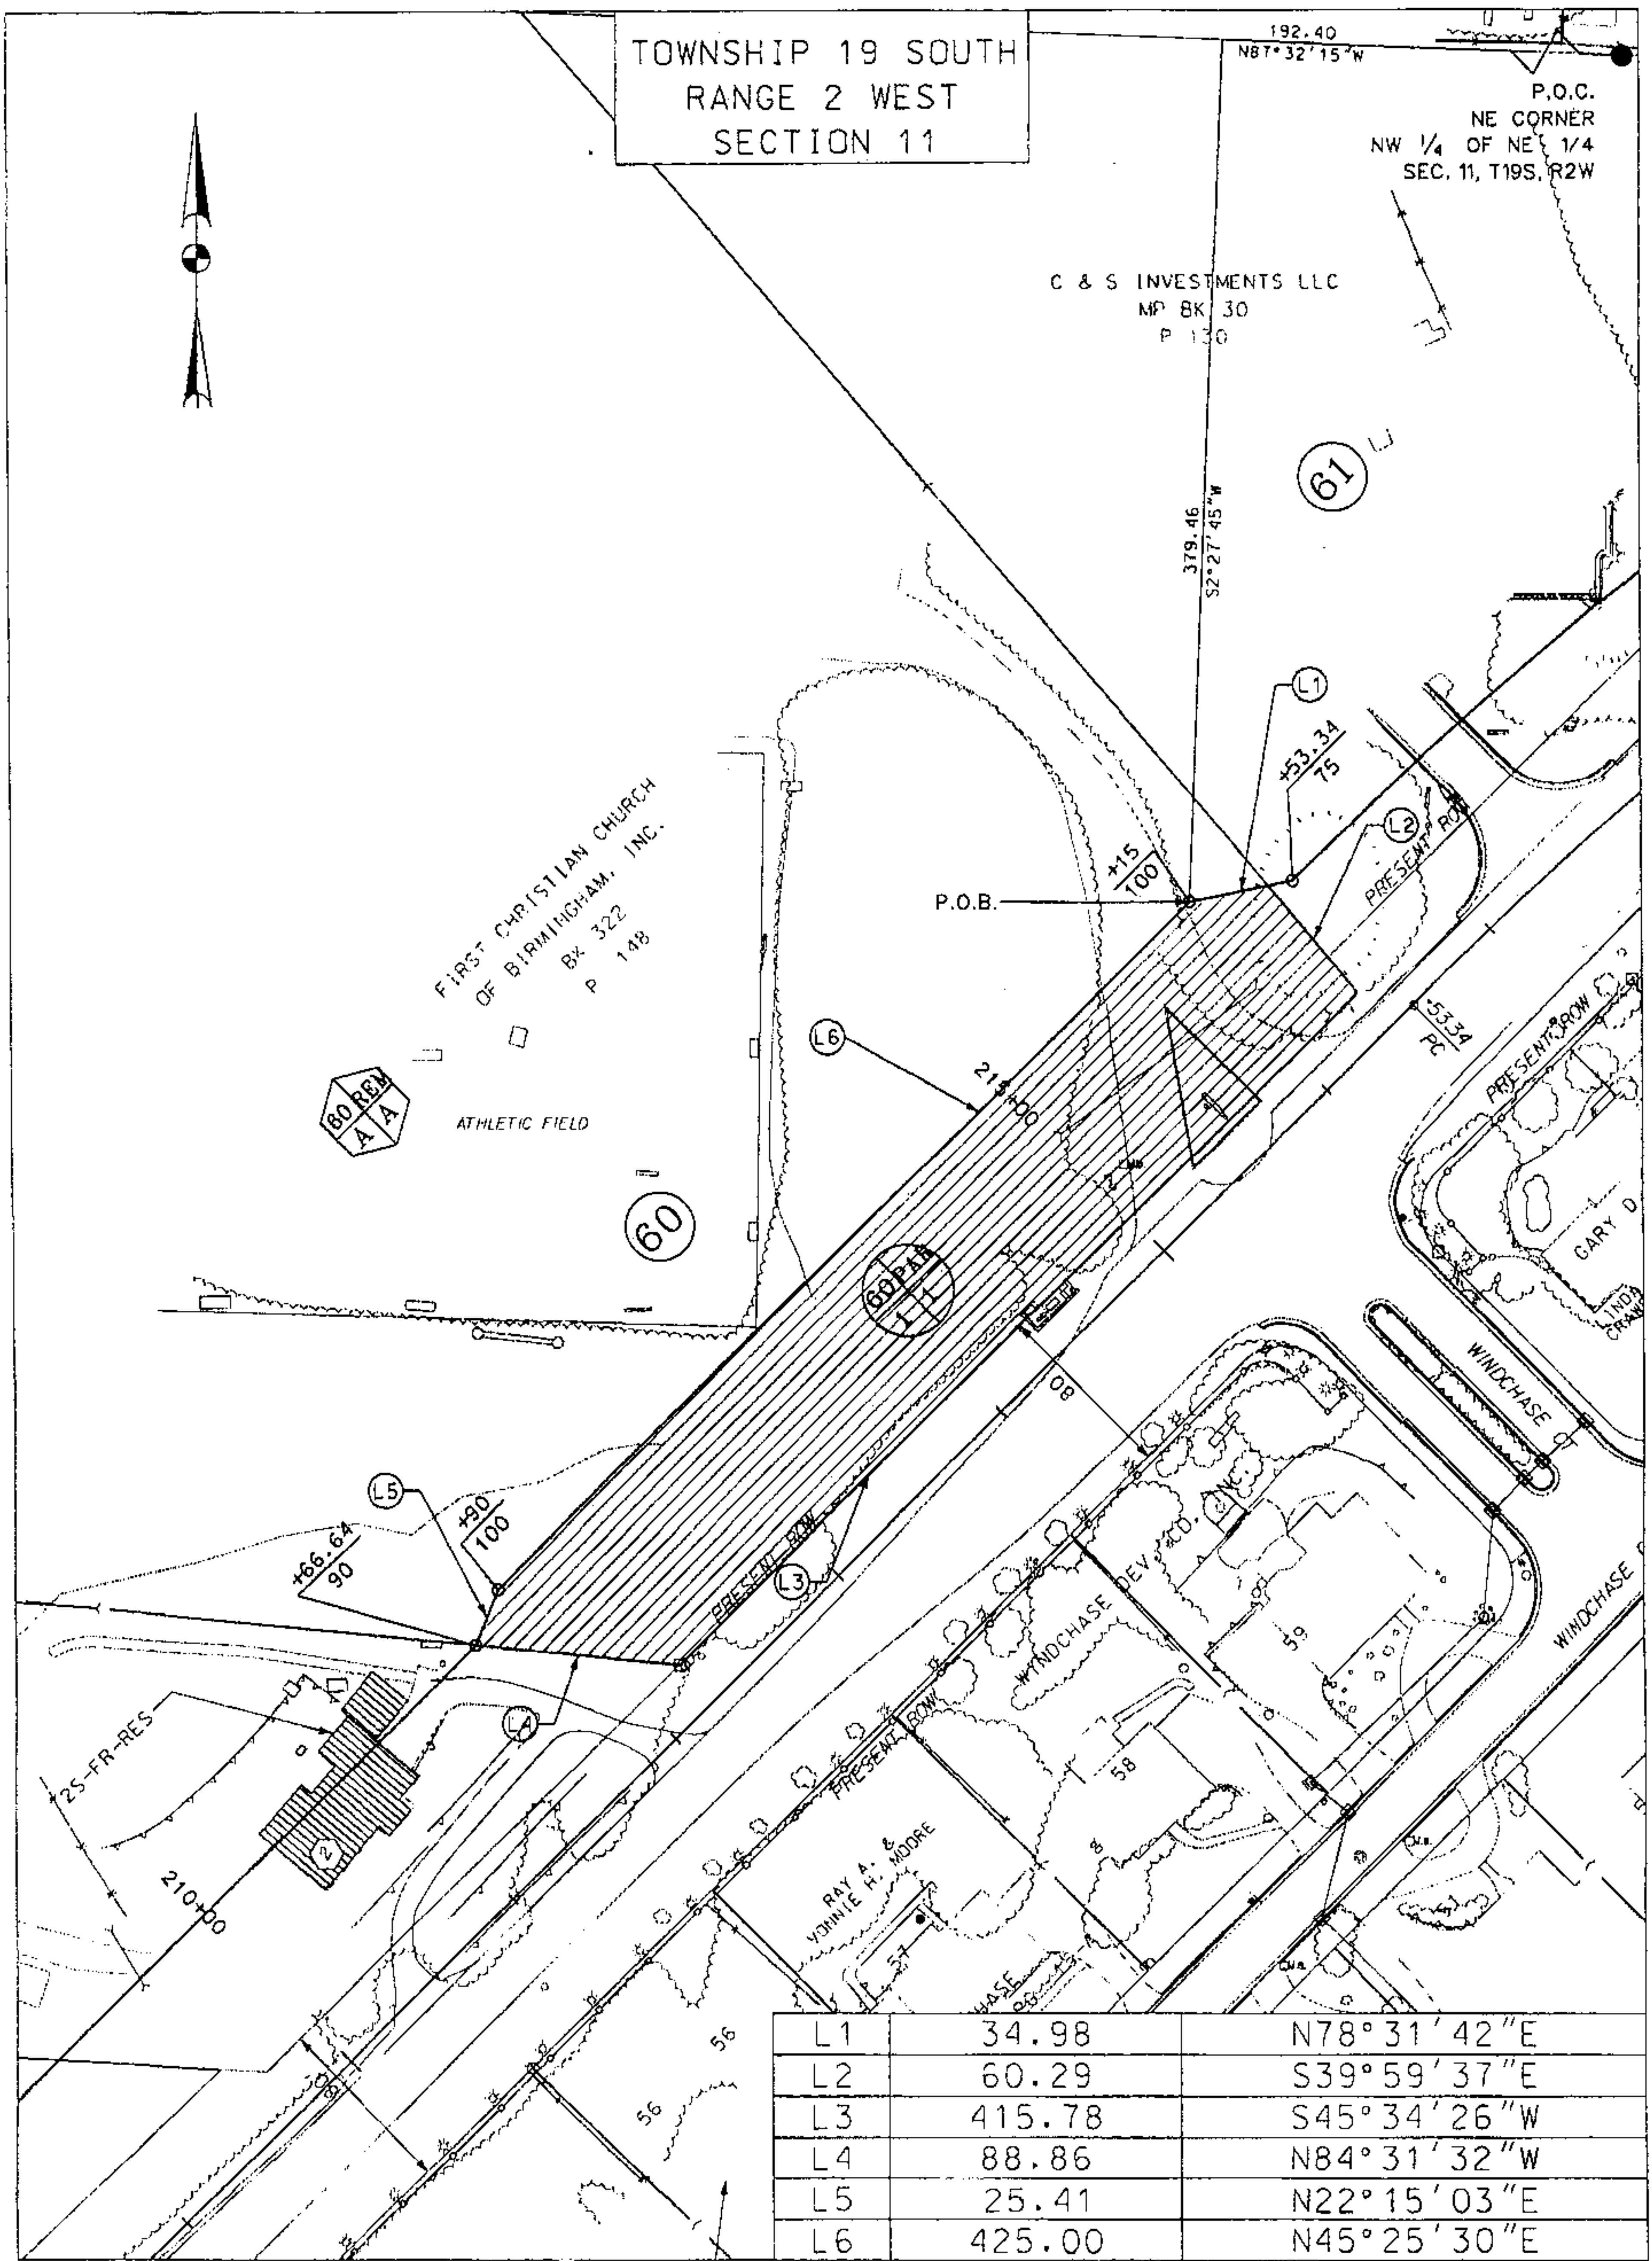 TOWNSHIP 19 SOUTH
RANGE 2 WEST
SECTION 11
192.40
N87°32'15"W
P.O.C.
NE CORNER
NW 1/4 OF NE 1/4
SEC. 11, T19S, R2W
C & S INVESTMENTS LLC
MP BK 30
P 130
61
379.46
S2°27'45"W
L1
+53.34
75
L2
PRESENT ROW
+15
100
P.O.B.
FIRST CHRISTIAN CHURCH
OF BIRMINGHAM, INC.
BK 322
P 148
L6
215+00
53.34
PC
PRESENT ROW
60 REM
A A
ATHLETIC FIELD
60
60 PAR
1 1
GARY D
80
WINDCHASE
L5
+90
100
+66.64
90
PRESENT ROW
L3
WINDCHASE DEV. CO. INC.
59
WINDCHASE
L4
2S-FR-RES
2
PRESENT ROW
58
8
RAY A. &
VONNIE H. MOORE
57
210+00
56
56
L1 34.98 N78°31'42"E
L2 60.29 S39°59'37"E
L3 415.78 S45°34'26"W
L4 88.86 N84°31'32"W
L5 25.41 N22°15'03"E
L6 425.00 N45°25'30"E